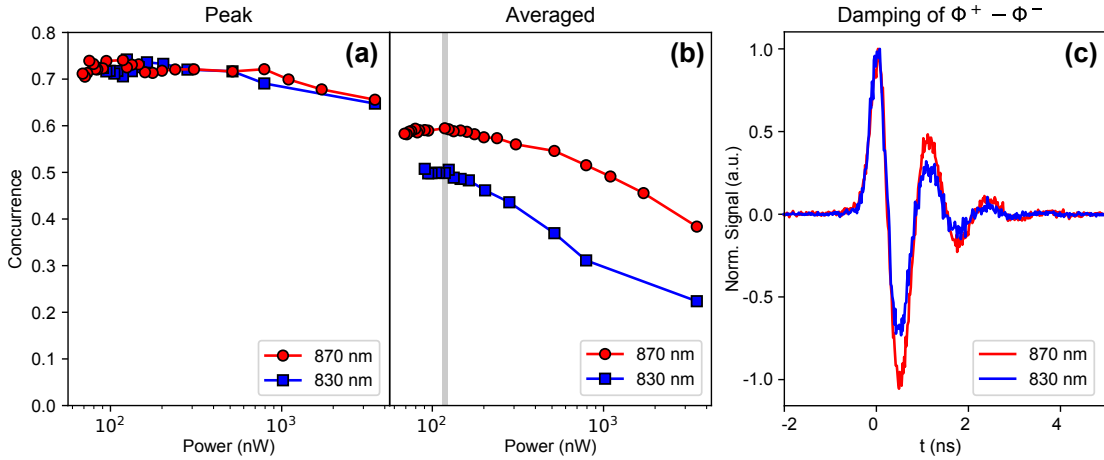 Peak
Averaged
Damping of Φ⁺ − Φ⁻
(a)
(b)
(c)
Concurrence
0.8
0.7
0.6
0.5
0.4
0.3
0.2
0.1
0.0
870 nm
830 nm
10²
10³
Power (nW)
870 nm
830 nm
10²
10³
Power (nW)
Norm. Signal (a.u.)
1.0
0.5
0.0
-0.5
-1.0
870 nm
830 nm
-2
0
2
4
t (ns)